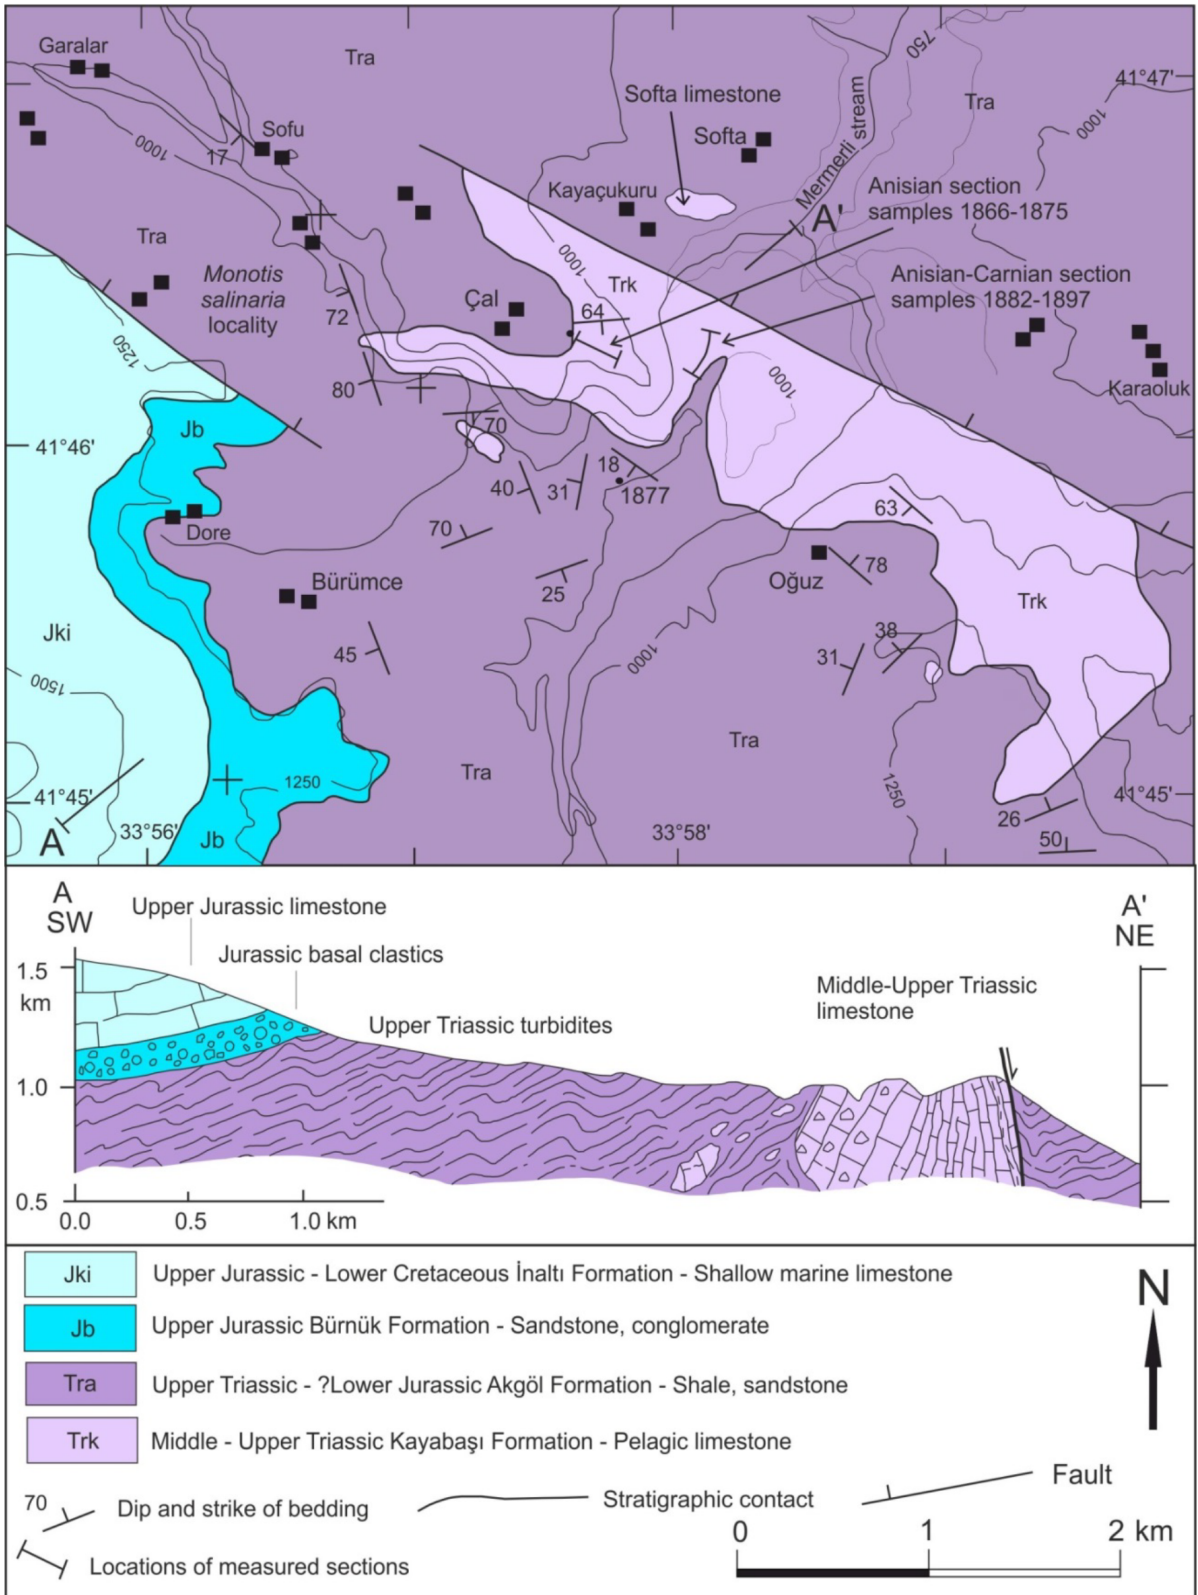 Garalar
Tra
750
41°47'
Softa limestone
Tra
1000
Sofu
Softa
Mermerli stream
1000
17
Kayaçukuru
Anisian section
samples 1866-1875
A'
Tra
1000
Monotis
salinaria
locality
Trk
Anisian-Carnian section
samples 1882-1897
Çal
64
72
1250
80
1000
Karaoluk
Jb
70
41°46'
18
40
31
1877
63
Dore
70
78
Oğuz
Bürümce
25
Trk
Jki
38
45
1000
31
1500
Tra
Tra
1250
1250
41°45'
41°45'
26
33°56'
33°58'
A
Jb
50
A
SW
Upper Jurassic limestone
A'
NE
Jurassic basal clastics
1.5
km
Middle-Upper Triassic
limestone
Upper Triassic turbidites
1.0
0.5
0.0 0.5 1.0 km
Jki Upper Jurassic - Lower Cretaceous İnaltı Formation - Shallow marine limestone
N
Jb Upper Jurassic Bürnük Formation - Sandstone, conglomerate
Tra Upper Triassic - ?Lower Jurassic Akgöl Formation - Shale, sandstone
Trk Middle - Upper Triassic Kayabaşı Formation - Pelagic limestone
70 Dip and strike of bedding
Stratigraphic contact
Fault
Locations of measured sections
0 1 2 km